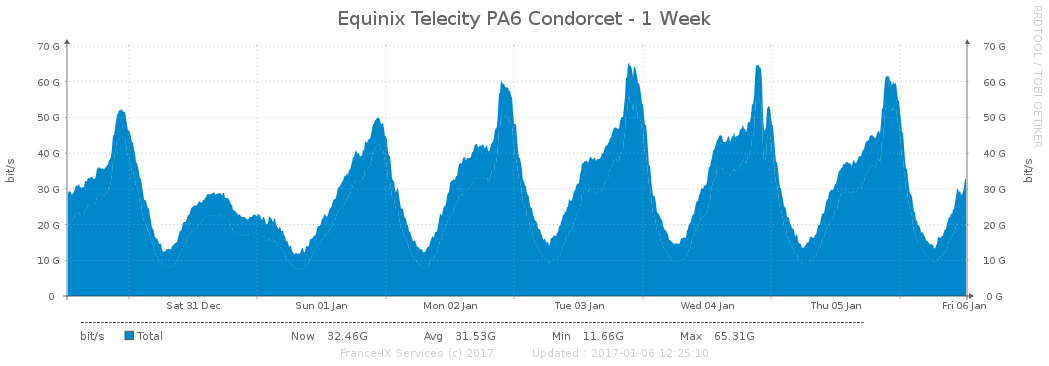 Equinix Telecity PA6 Condorcet - 1 Week
RRDTOOL / TOBI OETIKER
bit/s
bit/s
70 G 70 G
60 G 60 G
50 G 50 G
40 G 40 G
30 G 30 G
20 G 20 G
10 G 10 G
0 0 G
Sat 31 Dec Sun 01 Jan Mon 02 Jan Tue 03 Jan Wed 04 Jan Thu 05 Jan Fri 06 Jan
bit/s Total Now 32.46G Avg 31.53G Min 11.66G Max 65.31G
France-IX Services (c) 2017 Updated : 2017-01-06 12:25:10